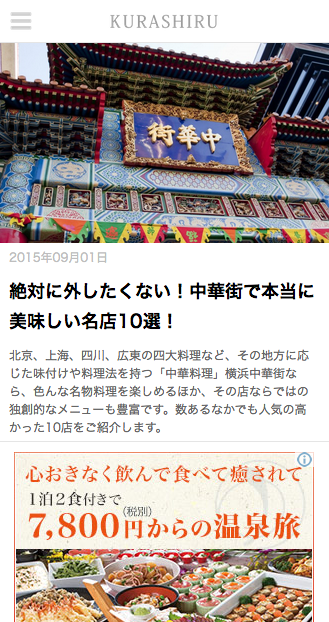 KURASHIRU
街華中
2015年09月01日
絶対に外したくない！中華街で本当に
美味しい名店10選！
北京、上海、四川、広東の四大料理など、その地方に応
じた味付けや料理法を持つ「中華料理」横浜中華街な
ら、色んな名物料理を楽しめるほか、その店ならではの
独創的なメニューも豊富です。数あるなかでも人気の高
かった10店をご紹介します。
心おきなく飲んで食べて癒されて
1泊2食付きで
(税別)
7,800円からの温泉旅